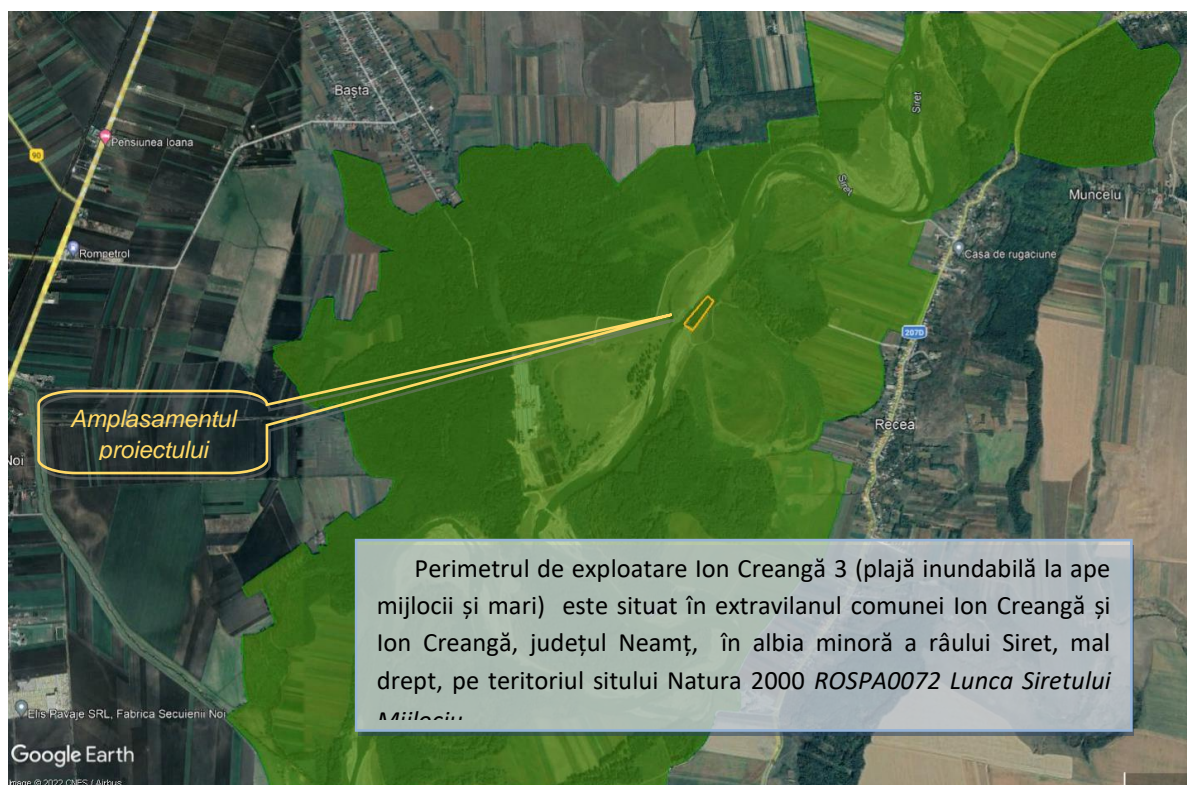 Bașta
Siret
Pensiunea Ioana
90
Siret
Muncelu
Rompetrol
Casa de rugaciune
207D
Amplasamentul
proiectului
Recea
Noi
Perimetrul de exploatare Ion Creangă 3 (plajă inundabilă la ape
mijlocii și mari) este situat în extravilanul comunei Ion Creangă și
Ion Creangă, județul Neamț, în albia minoră a râului Siret, mal
drept, pe teritoriul sitului Natura 2000 ROSPA0072 Lunca Siretului
Mijlociu
Elis Pavaje SRL, Fabrica Secuienii Noi
Google Earth
Image © 2022 CNES / Airbus